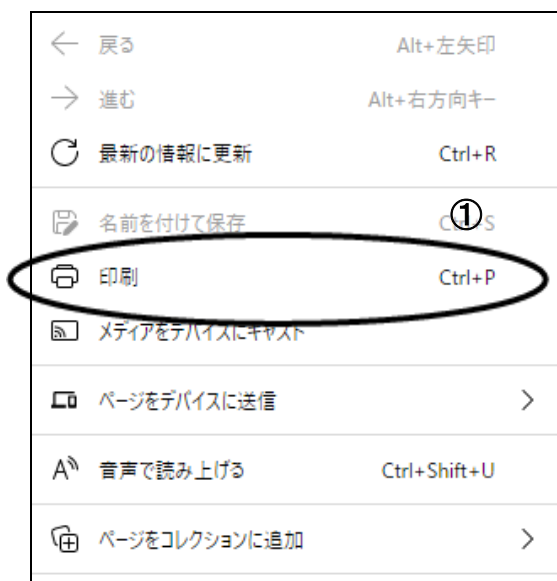 戻る Alt+左矢印
進む Alt+右方向キー
最新の情報に更新 Ctrl+R
①
名前を付けて保存 Ctrl+S
印刷 Ctrl+P
メディアをデバイスにキャスト
ページをデバイスに送信
音声で読み上げる Ctrl+Shift+U
ページをコレクションに追加